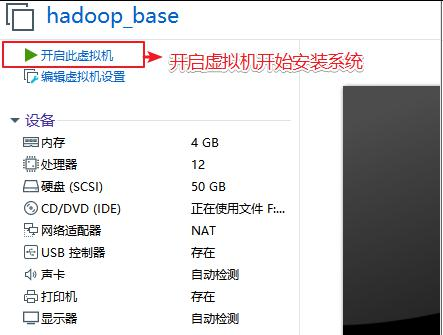 hadoop_base
开启此虚拟机
开启虚拟机开始安装系统
编辑虚拟机设置
设备
内存 4 GB
处理器 12
硬盘 (SCSI) 50 GB
CD/DVD (IDE) 正在使用文件 F:...
网络适配器 NAT
USB 控制器 存在
声卡 自动检测
打印机 存在
显示器 自动检测